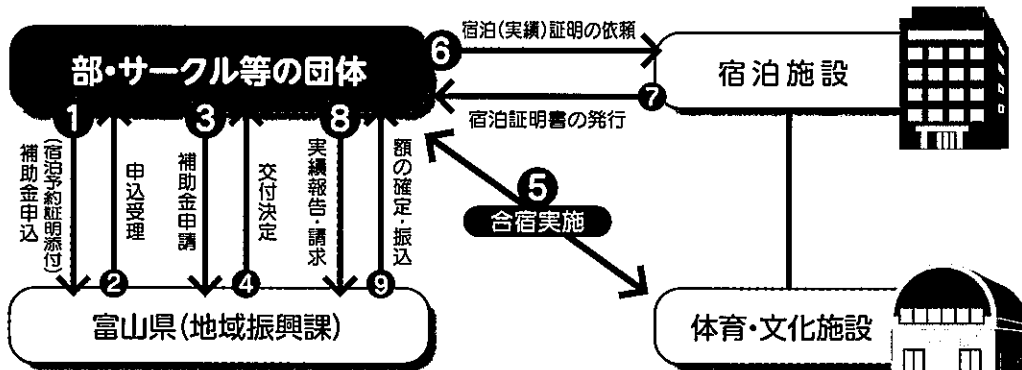 部・サークル等の団体
6
宿泊(実績)証明の依頼
宿泊施設
7
宿泊証明書の発行
1
補助金申込
(宿泊予約証明添付)
2
申込受理
3
補助金申請
4
交付決定
8
実績報告・請求
9
額の確定・振込
5
合宿実施
富山県(地域振興課)
体育・文化施設